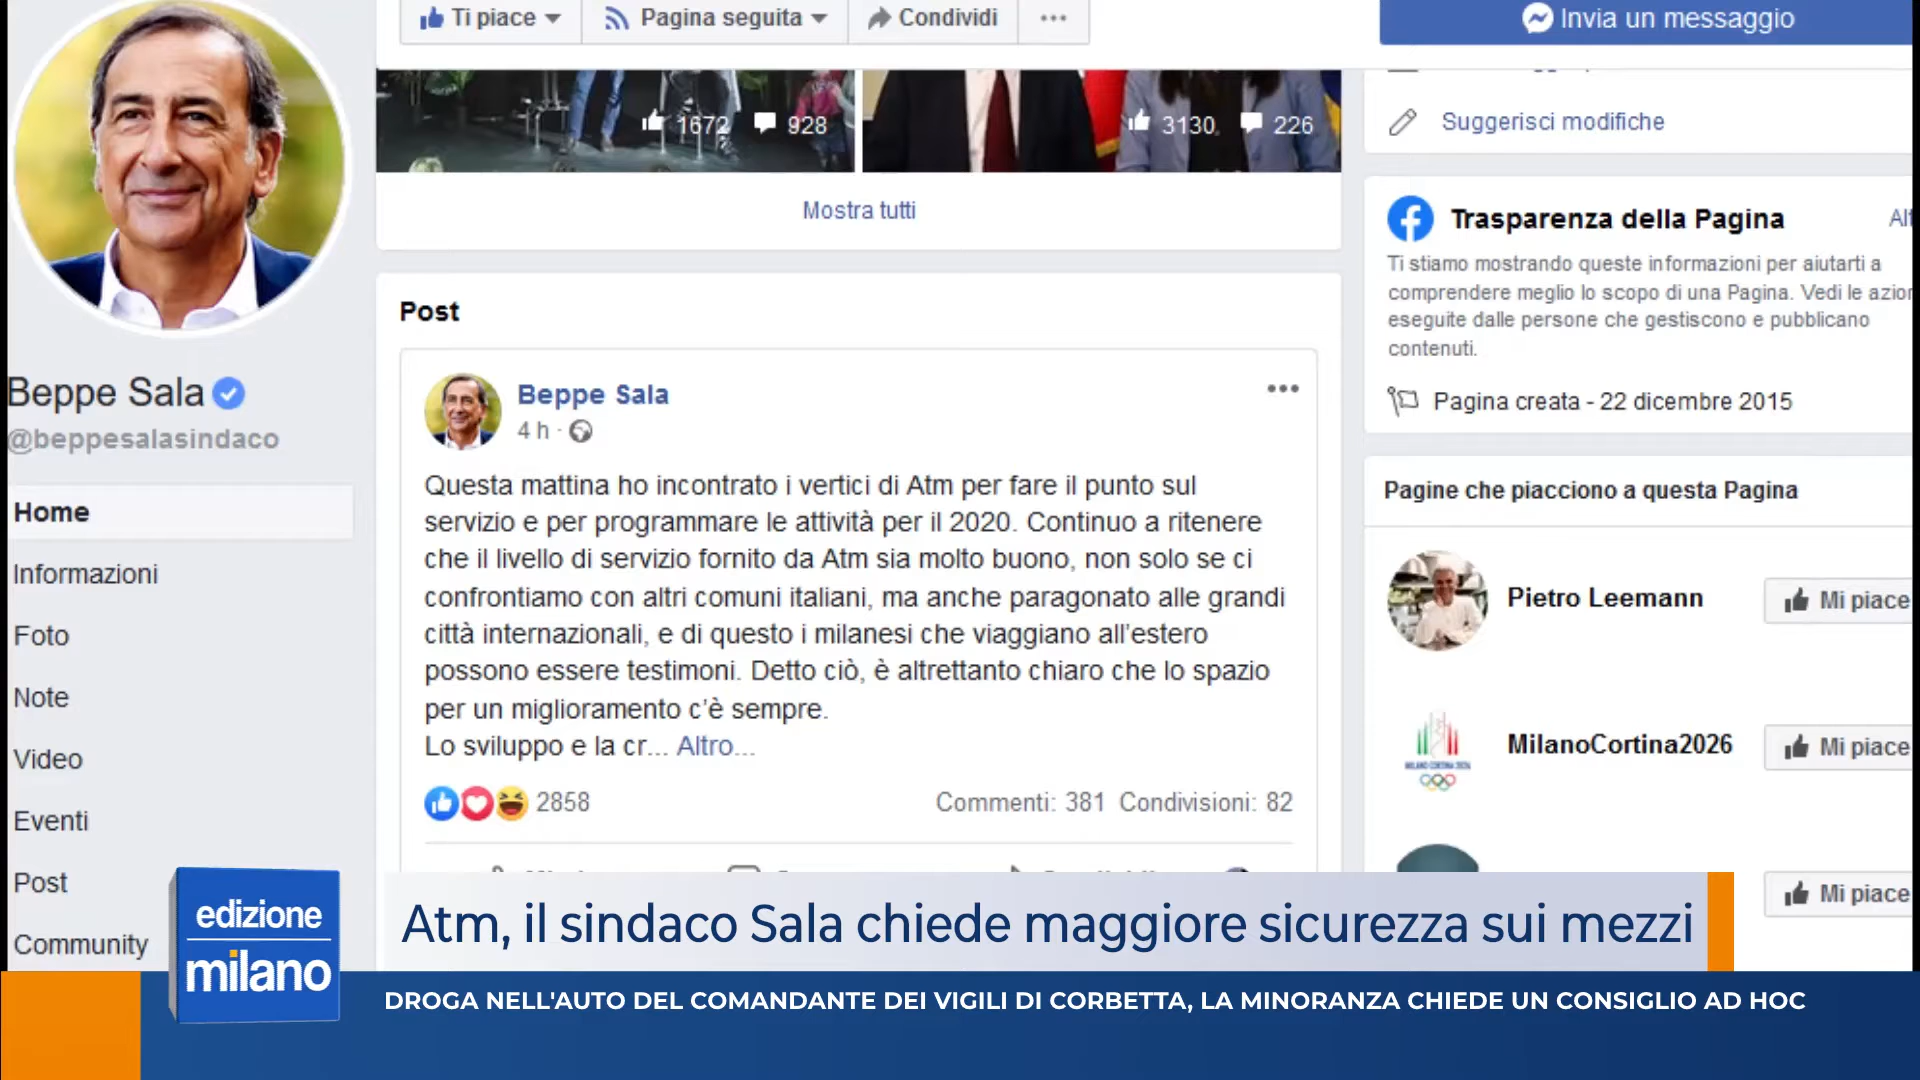 Ti piace
Pagina seguita
Condividi
Invia un messaggio
1672
928
3130
226
Suggerisci modifiche
Mostra tutti
Trasparenza della Pagina
Ti stiamo mostrando queste informazioni per aiutarti a
comprendere meglio lo scopo di una Pagina. Vedi le
eseguite dalle persone che gestiscono e pubblicano
contenuti.
Pagina creata - 22 dicembre 2015
Post
Beppe Sala
@beppesalasindaco
Beppe Sala
4 h ·
Questa mattina ho incontrato i vertici di Atm per fare il punto sul
servizio e per programmare le attività per il 2020. Continuo a ritenere
che il livello di servizio fornito da Atm sia molto buono, non solo se ci
confrontiamo con altri comuni italiani, ma anche paragonato alle grandi
città internazionali, e di questo i milanesi che viaggiano all’estero
possono essere testimoni. Detto ciò, è altrettanto chiaro che lo spazio
per un miglioramento c’è sempre.
Lo sviluppo e la cr... Altro...
2858
Commenti: 381 Condivisioni: 82
Home
Informazioni
Foto
Note
Video
Eventi
Post
Community
Pagine che piacciono a questa Pagina
Pietro Leemann
Mi piace
MilanoCortina2026
Mi piace
Mi piace
edizione
milano
Atm, il sindaco Sala chiede maggiore sicurezza sui mezzi
DROGA NELL'AUTO DEL COMANDANTE DEI VIGILI DI CORBETTA, LA MINORANZA CHIEDE UN CONSIGLIO AD HOC